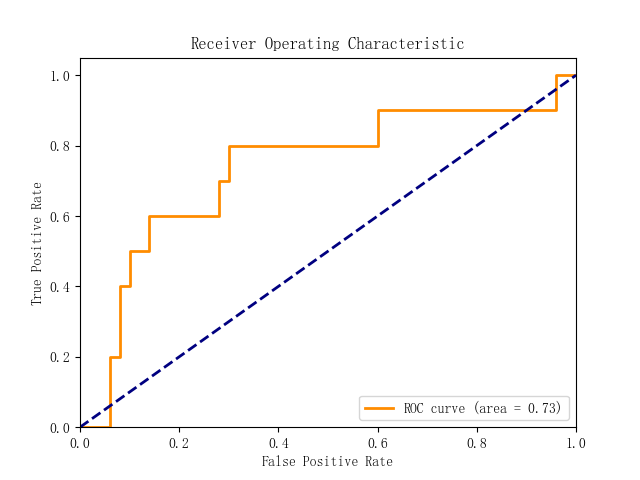 Receiver Operating Characteristic
1.0
0.8
0.6
0.4
0.2
0.0
True Positive Rate
ROC curve (area = 0.73)
0.0 0.2 0.4 0.6 0.8 1.0
False Positive Rate